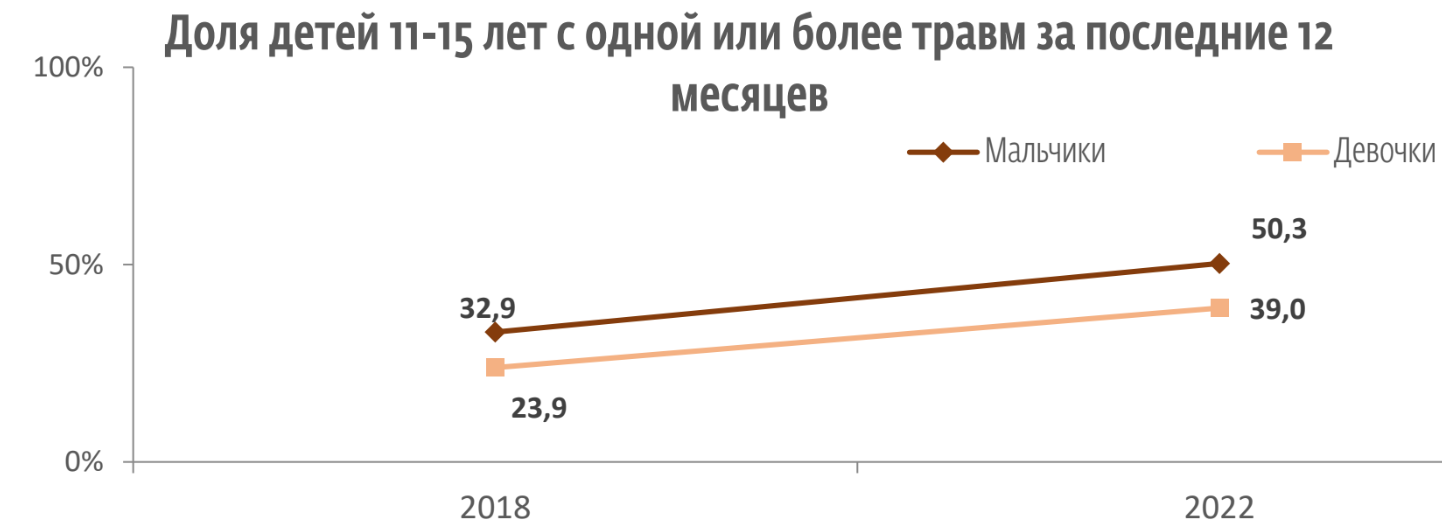 Доля детей 11-15 лет с одной или более травм за последние 12
месяцев
100%
Мальчики
Девочки
50,3
50%
32,9
39,0
23,9
0%
2018
2022